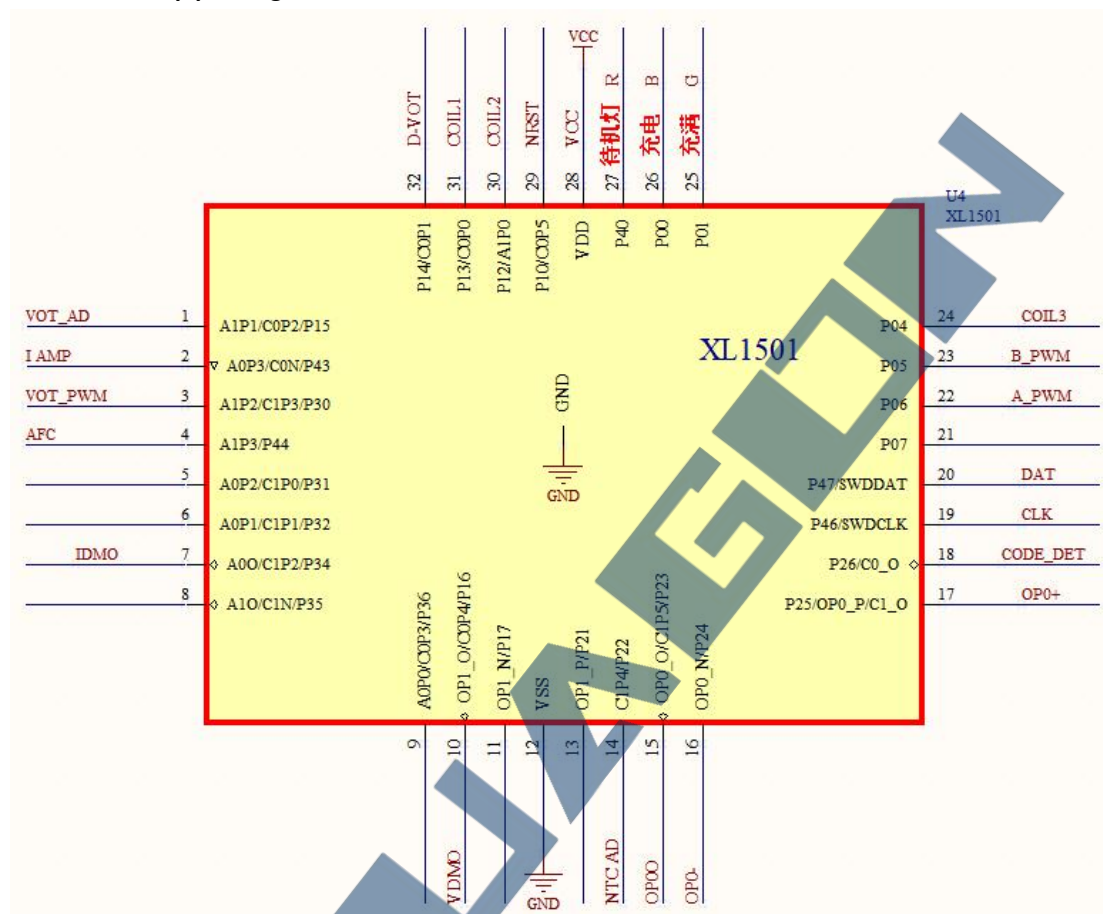 VCC
D-VOT
COIL1
COIL2
NRST
VCC
待机灯 R
充电 B
充满 G
32
31
30
29
28
27
26
25
P14/C0P1
P13/C0P0
P12/A1P0
P10/C0P5
VDD
P40
P00
P01
U4
XL1501
VOT_AD 1 A1P1/C0P2/P15
I AMP 2 A0P3/C0N/P43
VOT_PWM 3 A1P2/C1P3/P30
AFC 4 A1P3/P44
5 A0P2/C1P0/P31
6 A0P1/C1P1/P32
IDMO 7 A0O/C1P2/P34
8 A1O/C1N/P35
XL1501
GND
GND
P04 24 COIL3
P05 23 B_PWM
P06 22 A_PWM
P07 21
P47/SWDDAT 20 DAT
P46/SWDCLK 19 CLK
P26/C0_O 18 CODE_DET
P25/OP0_P/C1_O 17 OP0+
A0P0/C0P3/P36
OP1_O/C0P4/P16
OP1_N/P17
VSS
OP1_P/P21
C1P4/P22
OP0_O/C1P5/P23
OP0_N/P24
9
10
11
12
13
14
15
16
VDMO
GND
NTC AD
OP0O
OP0-